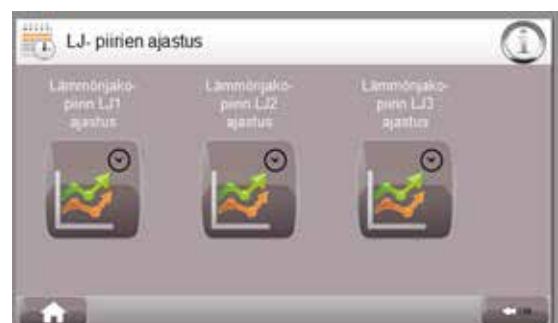 LJ- piirien ajastus
Lämmönjako-
piirin LJ1
ajastus
Lämmönjako-
piirin LJ2
ajastus
Lämmönjako-
piirin LJ3
ajastus